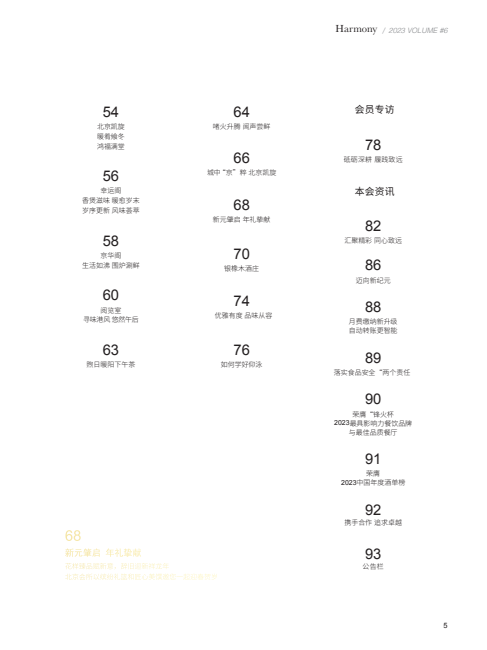 Harmony / 2023 VOLUME #6
54
北京凯旋
暖着缘冬
鸿福满堂
56
幸运阁
香煲滋味 暖愈岁末
岁序更新 风味荟萃
58
京华阁
生活如沸 围炉涮鲜
60
阅览室
寻味港风 悠然午后
63
煦日暖阳下午茶
64
啫火升腾 闽声尝鲜
66
城中“京”粹 北京凯旋
68
新元肇启 年礼挚献
70
银橡木酒庄
74
优雅有度 品味从容
76
如何学好仰泳
会员专访
78
砥砺深耕 履践致远
本会资讯
82
汇聚精彩 同心致远
86
迈向新纪元
88
月费缴纳新升级
自动转账更智能
89
落实食品安全“两个责任
90
荣膺“锋火杯
2023最具影响力餐饮品牌
与最佳品质餐厅
91
荣膺
2023中国年度酒单榜
92
携手合作 追求卓越
93
公告栏
68
新元肇启 年礼挚献
5